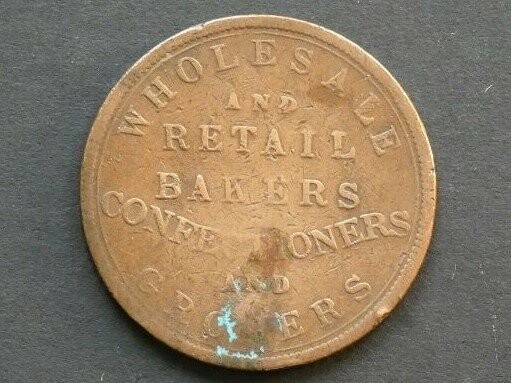 WHOLESALE
AND
RETAIL
BAKERS
CONFECTIONERS
AND
GROCERS